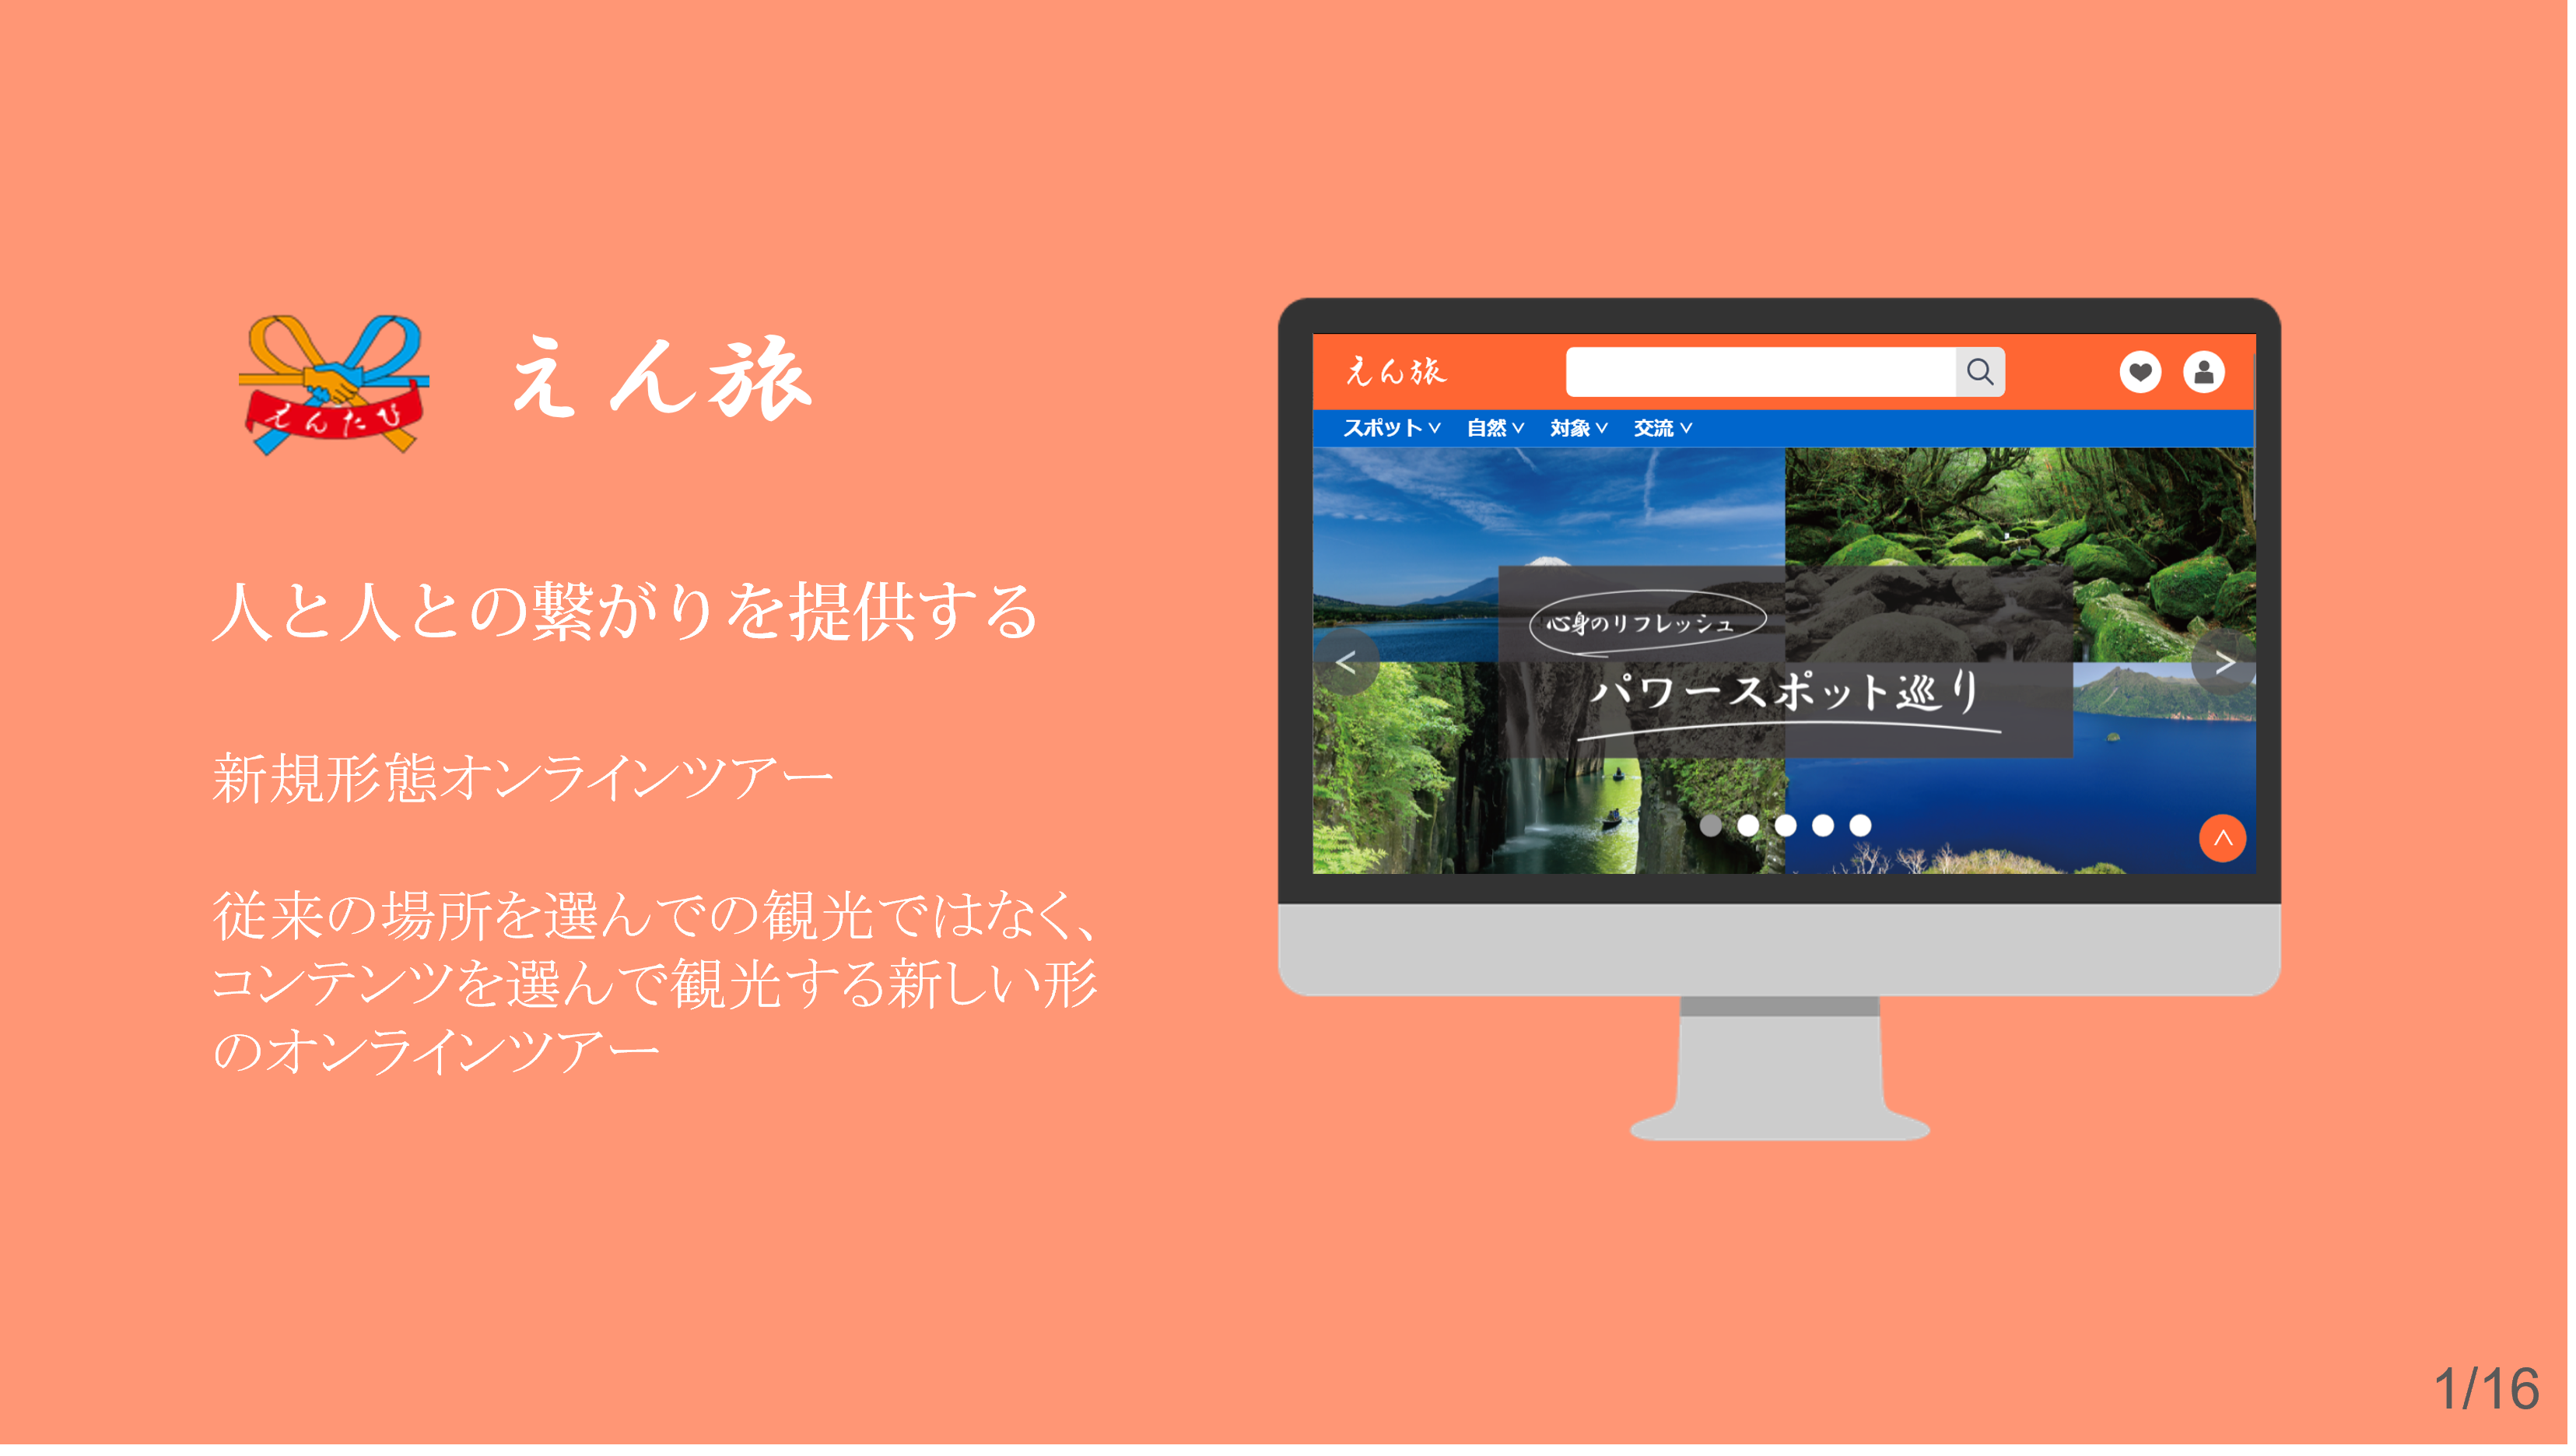 えんたび
えん旅
人と人との繋がりを提供する
新規形態オンラインツアー
従来の場所を選んでの観光ではなく、
コンテンツを選んで観光する新しい形
のオンラインツアー
えん旅
スポット 自然 対象 交流
心身のリフレッシュ
パワースポット巡り
1/16